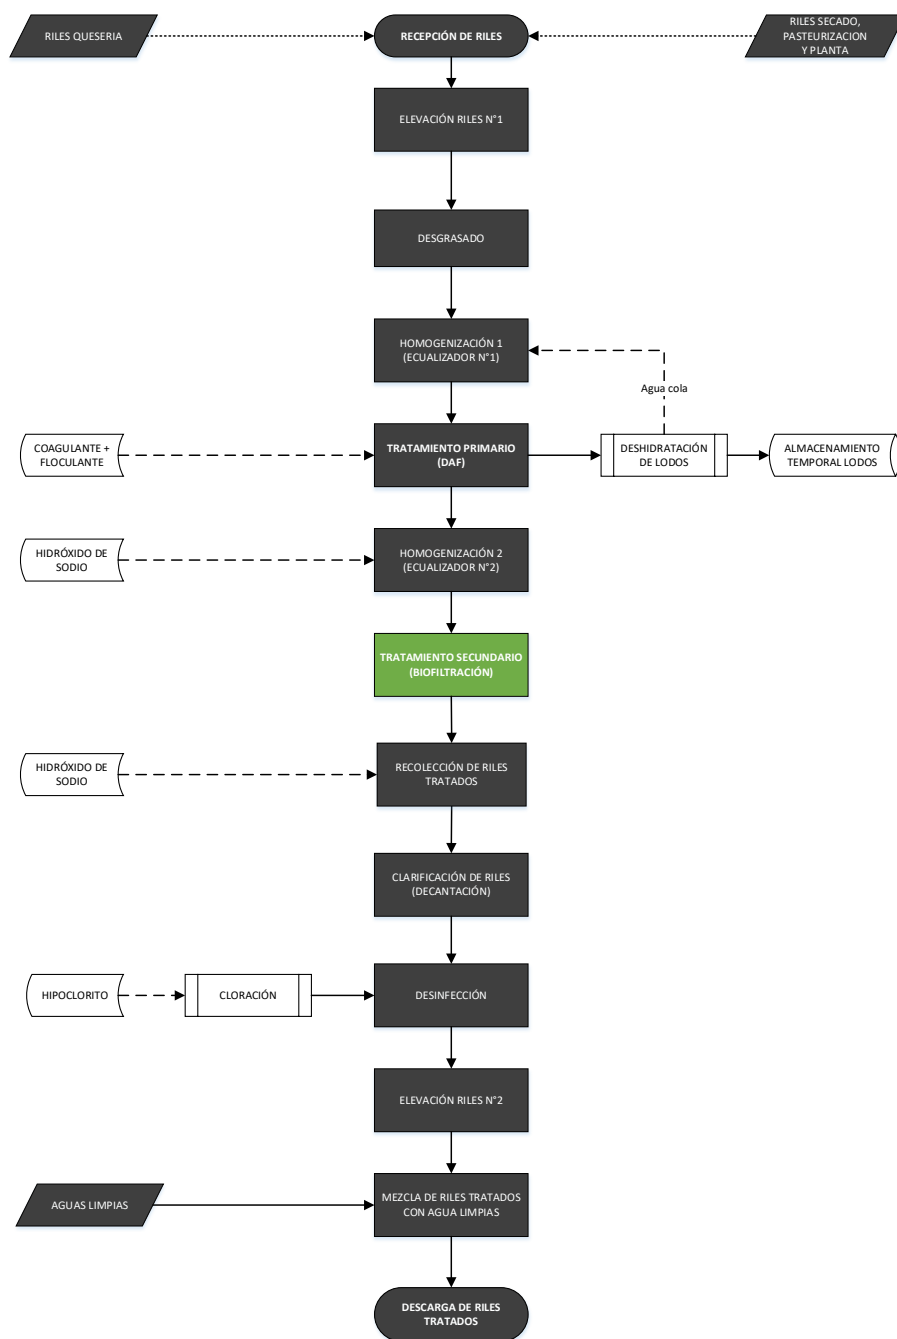 RILES QUESERIA
RECEPCIÓN DE RILES
RILES SECADO,
PASTEURIZACION
Y PLANTA
ELEVACIÓN RILES N°1
DESGRASADO
HOMOGENIZACIÓN 1
(ECUALIZADOR N°1)
Agua cola
COAGULANTE +
FLOCULANTE
TRATAMIENTO PRIMARIO
(DAF)
DESHIDRATACIÓN
DE LODOS
ALMACENAMIENTO
TEMPORAL LODOS
HIDRÓXIDO DE
SODIO
HOMOGENIZACIÓN 2
(ECUALIZADOR N°2)
TRATAMIENTO SECUNDARIO
(BIOFILTRACIÓN)
HIDRÓXIDO DE
SODIO
RECOLECCIÓN DE RILES
TRATADOS
CLARIFICACIÓN DE RILES
(DECANTACIÓN)
HIPOCLORITO
CLORACIÓN
DESINFECCIÓN
ELEVACIÓN RILES N°2
AGUAS LIMPIAS
MEZCLA DE RILES TRATADOS
CON AGUA LIMPIAS
DESCARGA DE RILES
TRATADOS